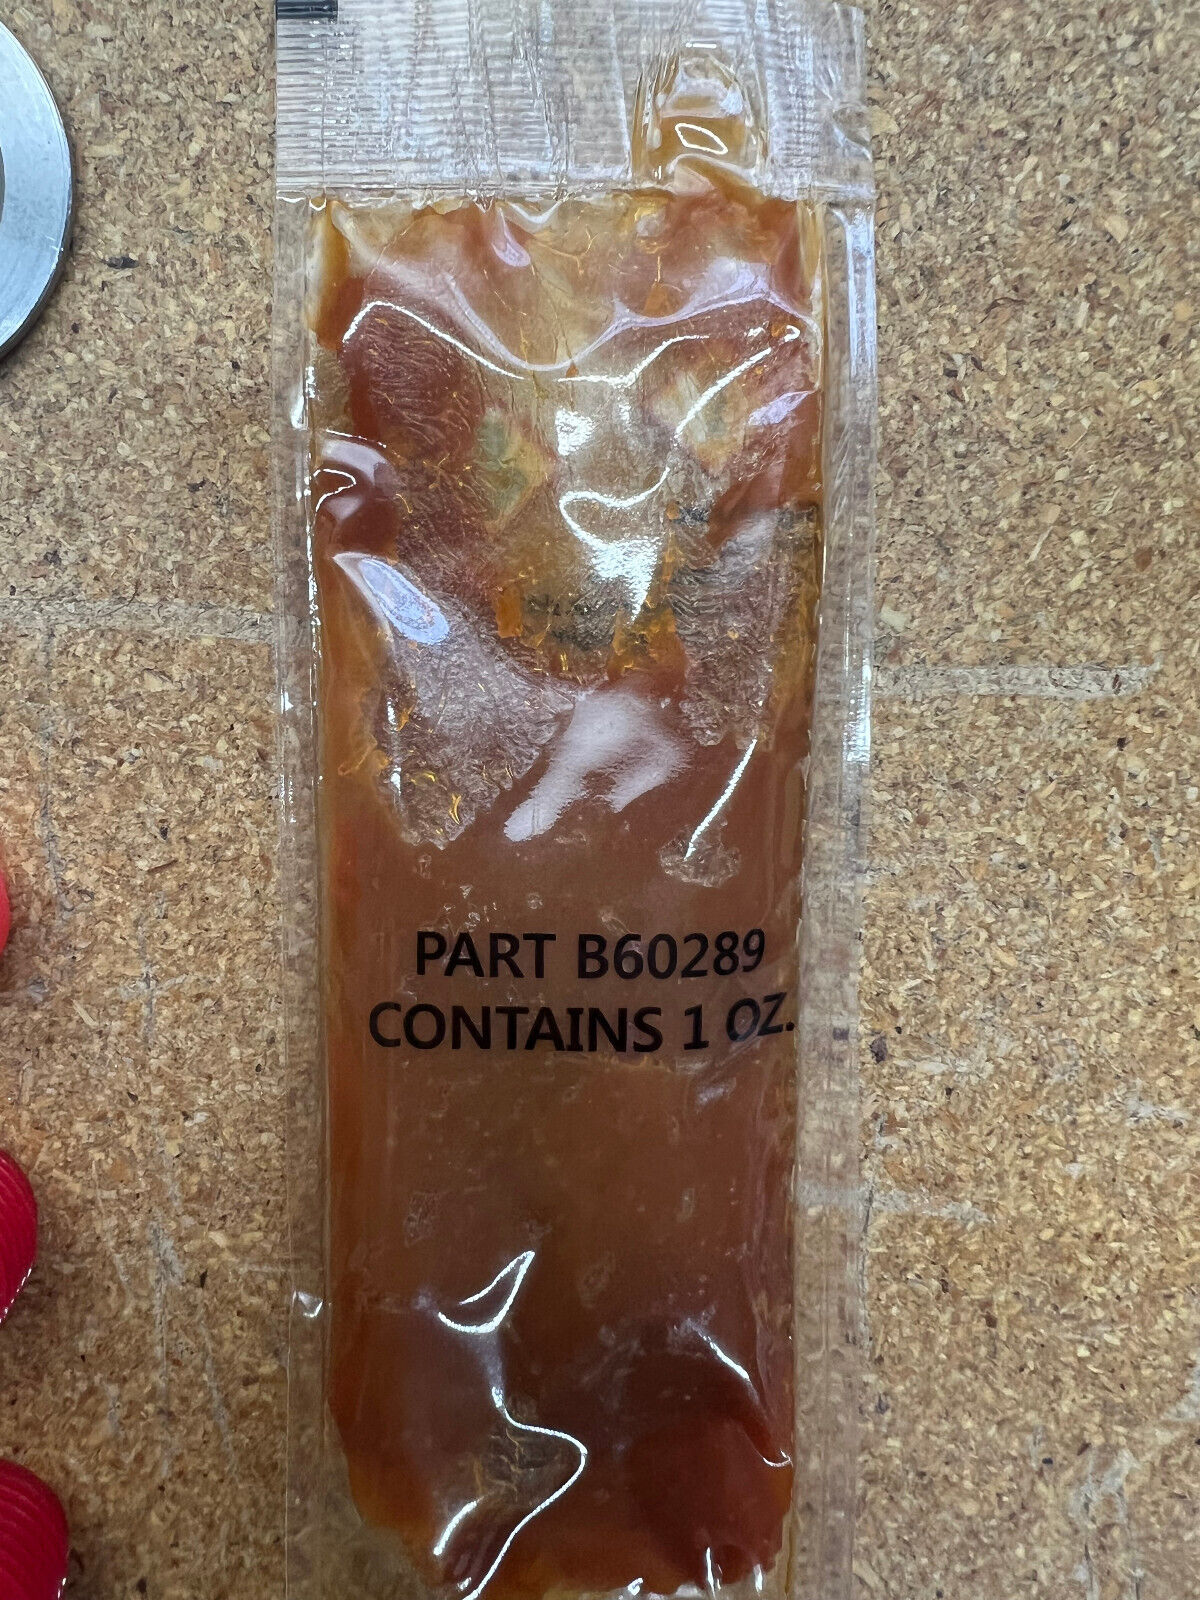 PART B60289
CONTAINS 1 OZ.